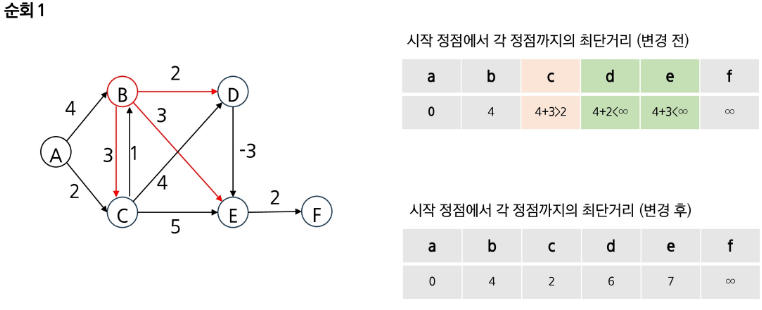 순회 1
시작 정점에서 각 정점까지의 최단거리 (변경 전)
a b c d e f
0 4 4+3>2 4+2<∞ 4+3<∞ ∞
2
B D
4 3
3 1 -3
A
2 4
C E 2 F
5
시작 정점에서 각 정점까지의 최단거리 (변경 후)
a b c d e f
0 4 2 6 7 ∞